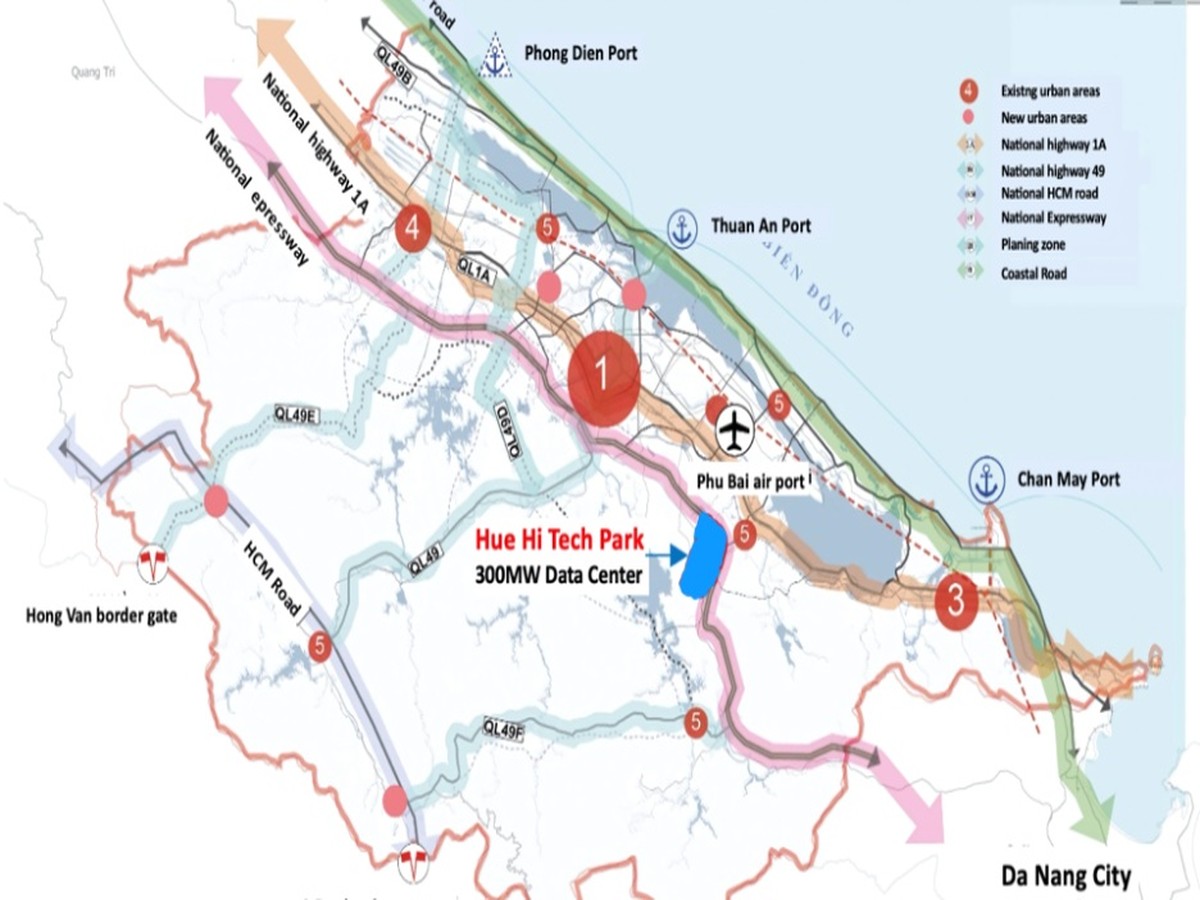 road
Phong Dien Port
QL49B
Quang Tri
National highway 1A
National epressway
4
Existng urban areas
New urban areas
National highway 1A
National highway 49
National HCM road
National Expressway
Planing zone
Coastal Road
4
5
Thuan An Port
BIỂN ĐÔNG
QL1A
1
5
QL49E
QL49D
Phu Bai air port
Chan May Port
Hue Hi Tech Park
300MW Data Center
5
QL49
HCM Road
3
Hong Van border gate
5
5
QL49F
Da Nang City